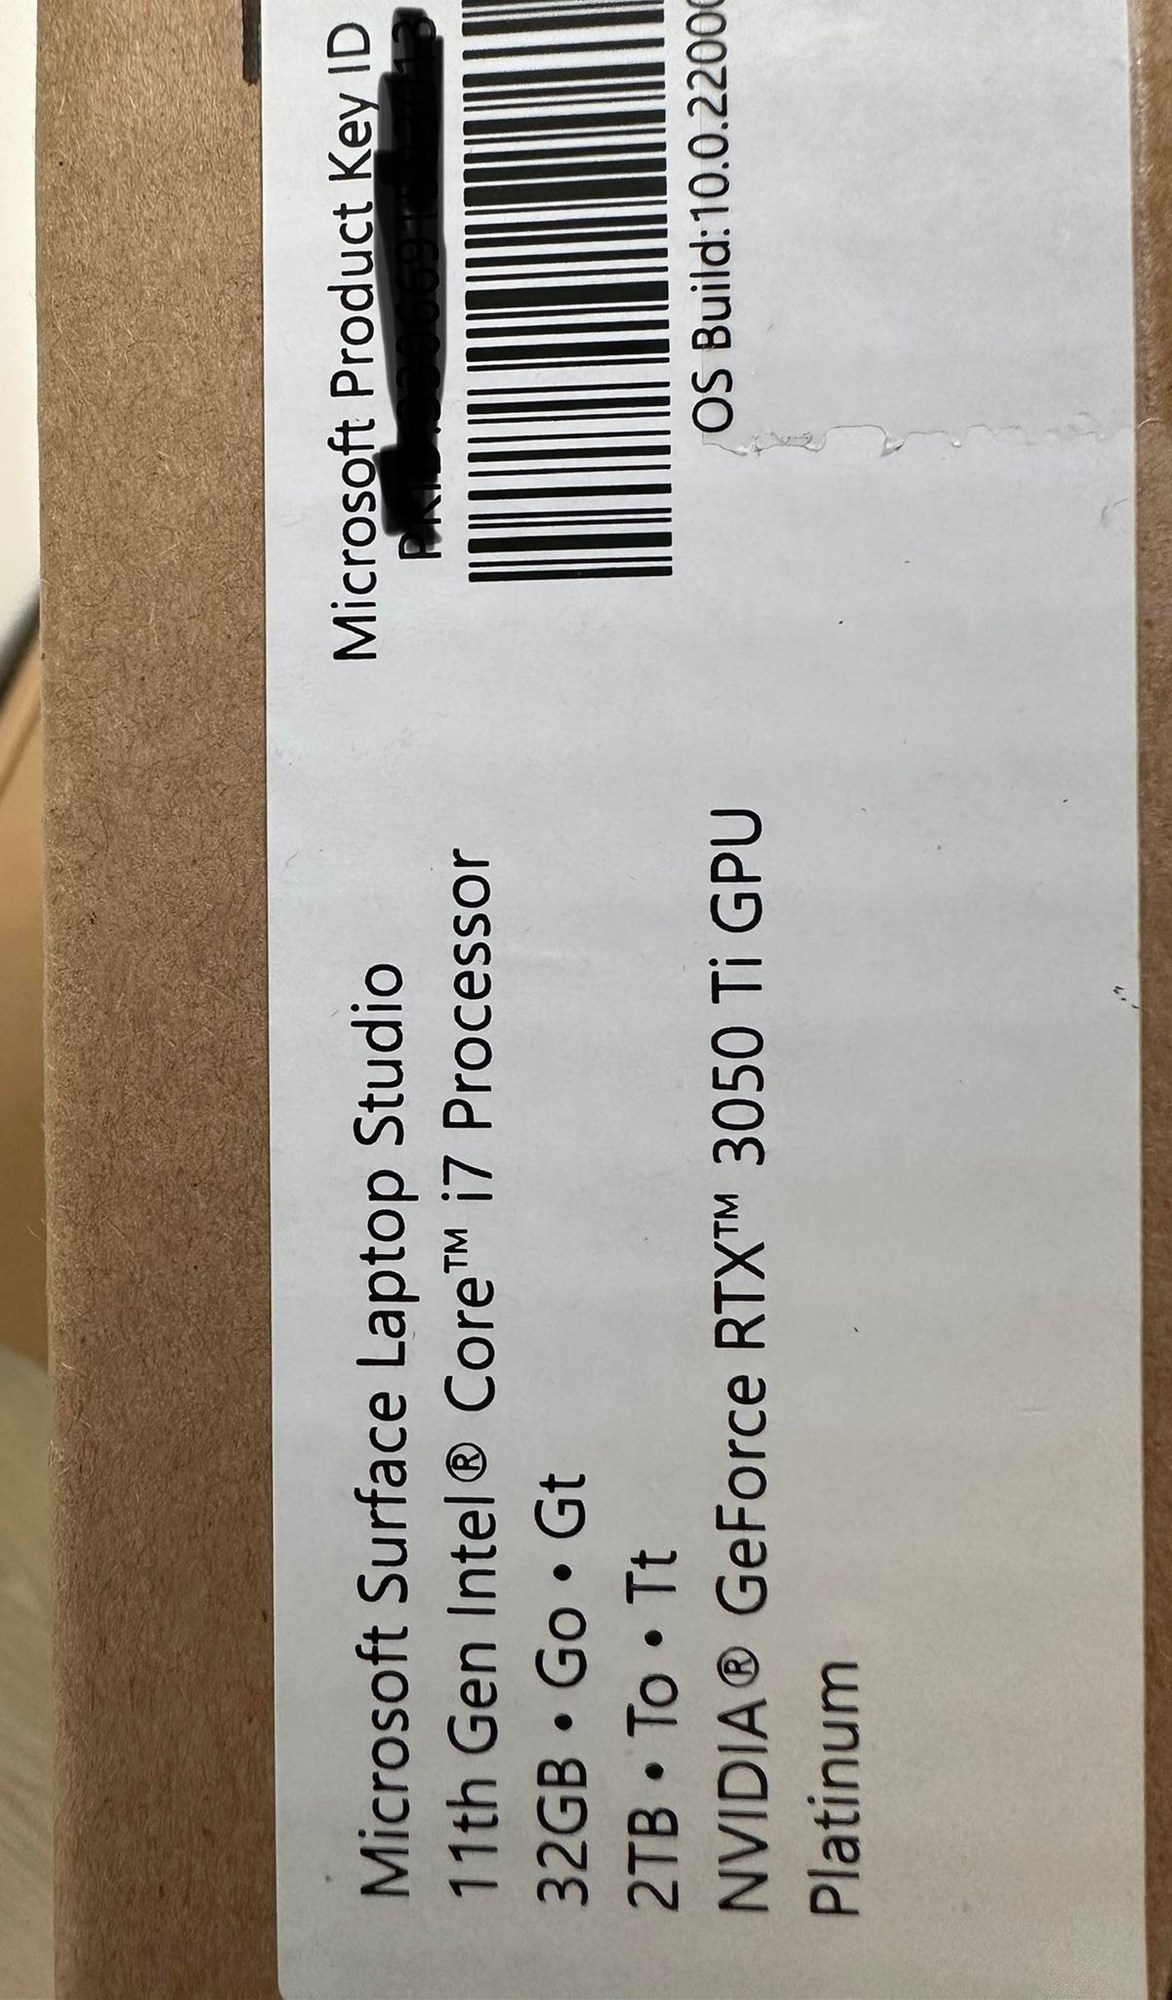 Microsoft Surface Laptop Studio
11th Gen Intel® Core™ i7 Processor
32GB • Go • Gt
2TB • To • Tt
NVIDIA® GeForce RTX™ 3050 Ti GPU
Platinum
Microsoft Product Key ID
OS Build:10.0.22000